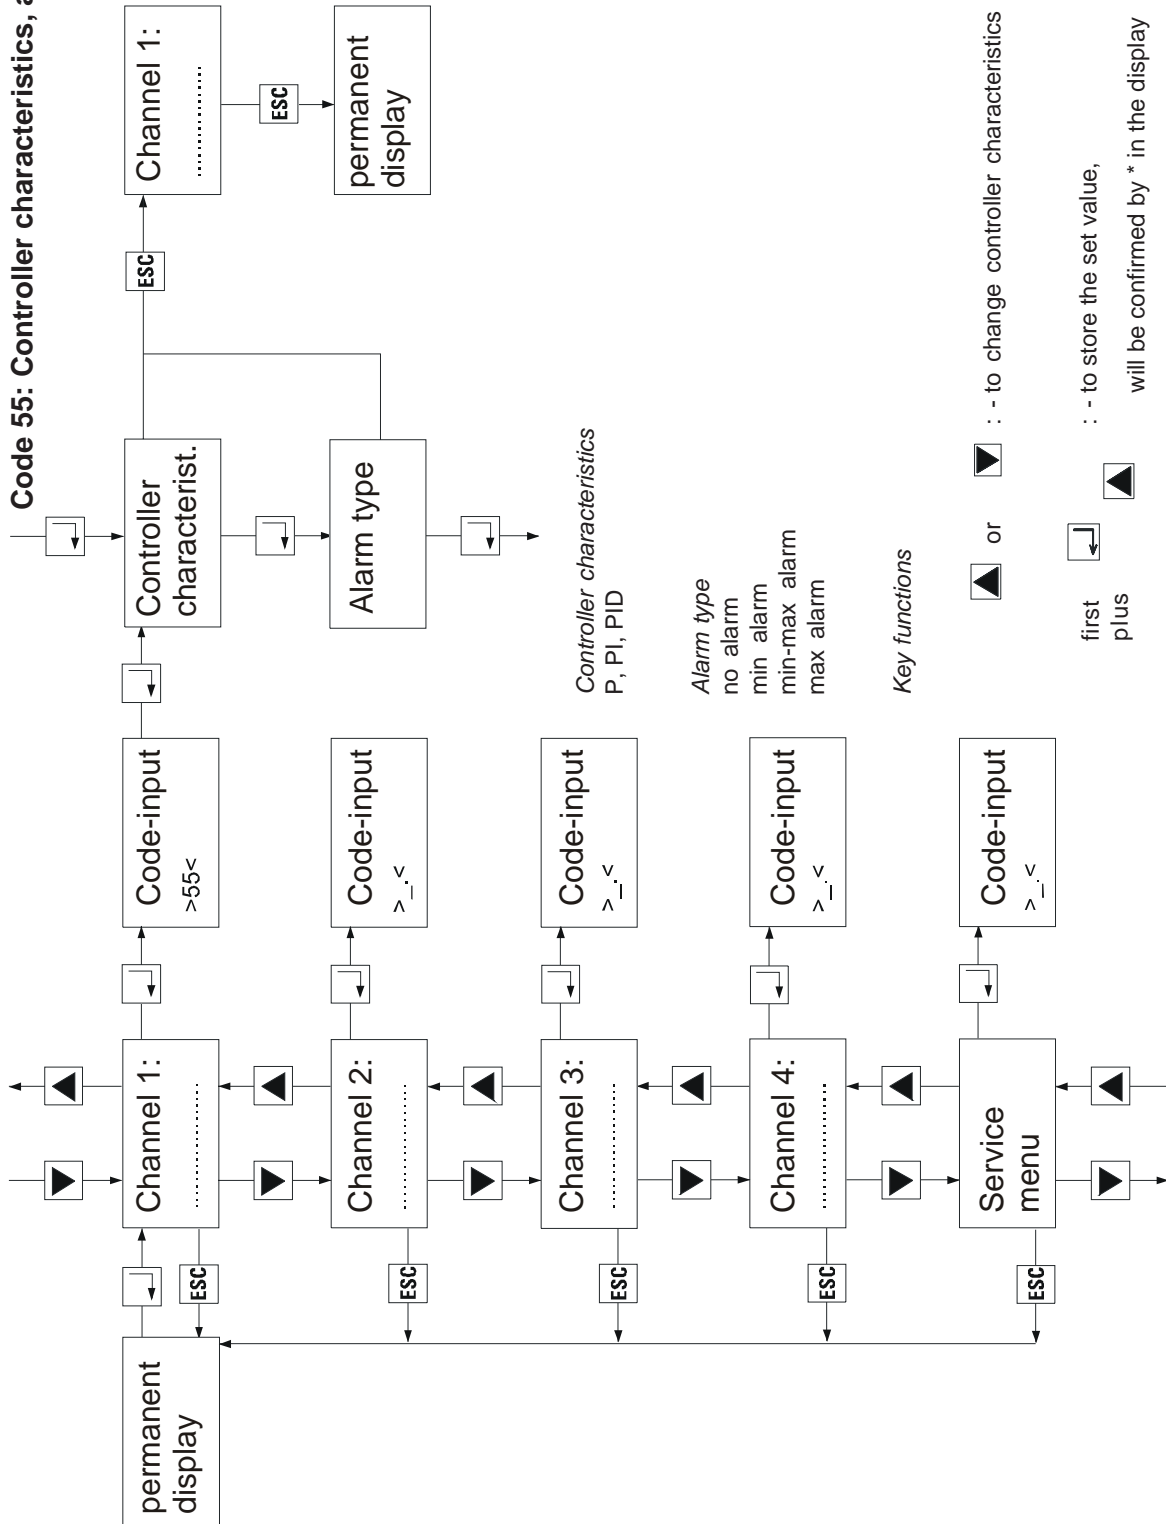 Code 55: Controller characteristics, a
permanent
display
Channel 1:
..............
ESC
Code-input
>55<
Controller
characterist.
ESC
Channel 1:
..............
ESC
permanent
display
Channel 2:
..............
ESC
Code-input
>_.<
Alarm type
Channel 3:
..............
ESC
Code-input
>_.<
Channel 4:
..............
ESC
Code-input
>_.<
Service
menu
ESC
Code-input
>_.<
Controller characteristics
P, PI, PID
Alarm type
no alarm
min alarm
min-max alarm
max alarm
Key functions
or : - to change controller characteristics
first
plus
: - to store the set value,
will be confirmed by * in the display